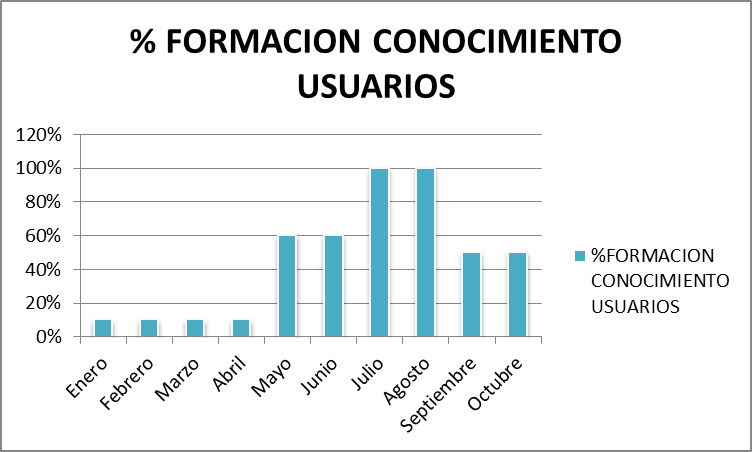 % FORMACION CONOCIMIENTO
USUARIOS
120%
100%
80%
60%
40%
20%
0%
Enero
Febrero
Marzo
Abril
Mayo
Junio
Julio
Agosto
Septiembre
Octubre
%FORMACION
CONOCIMIENTO
USUARIOS